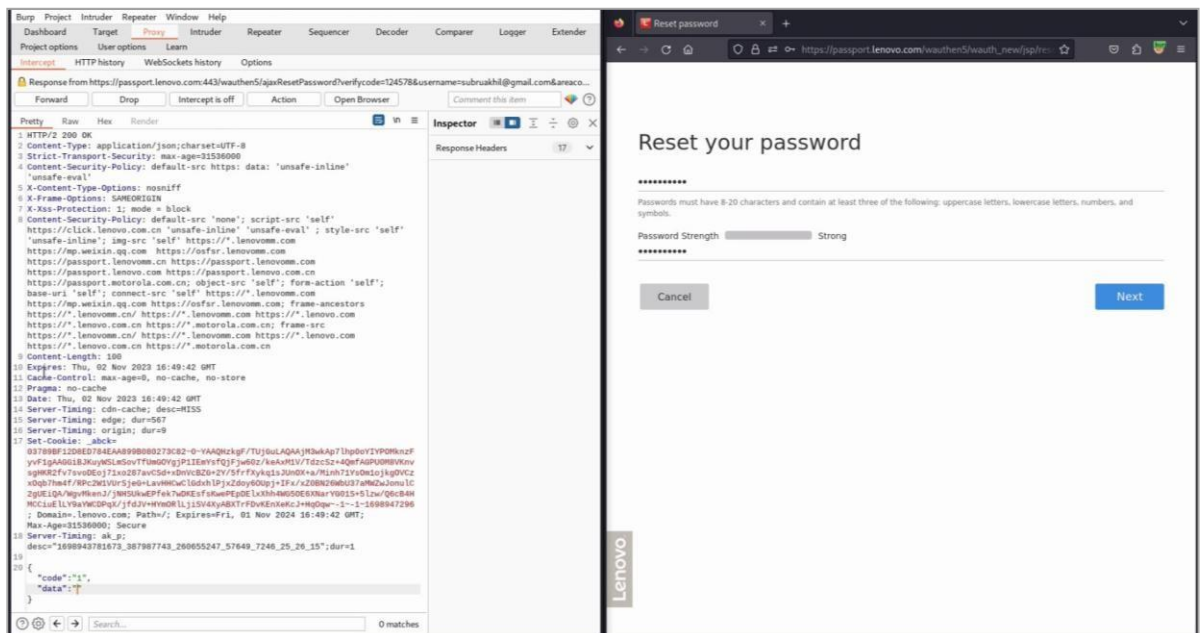 Burp Project Intruder Repeater Window Help
Dashboard Target Proxy Intruder Repeater Sequencer Decoder Comparer Logger Extender
Project options User options Learn
Intercept HTTP history WebSockets history Options
Response from https://passport.lenovo.com:443/wauthen5/ajaxResetPassword?verifycode=124578&username=subruakhil@gmail.com&areaco...
Forward Drop Intercept is off Action Open Browser Comment this item
Pretty Raw Hex Render \n
Inspector
Response Headers 17
1 HTTP/2 200 OK
2 Content-Type: application/json;charset=UTF-8
3 Strict-Transport-Security: max-age=31536000
4 Content-Security-Policy: default-src https: data: 'unsafe-inline'
'unsafe-eval'
5 X-Content-Type-Options: nosniff
6 X-Frame-Options: SAMEORIGIN
7 X-Xss-Protection: 1; mode = block
8 Content-Security-Policy: default-src 'none'; script-src 'self'
https://click.lenovo.com.cn 'unsafe-inline' 'unsafe-eval' ; style-src 'self'
'unsafe-inline'; img-src 'self' https://*.lenovomm.com
https://mp.weixin.qq.com https://osfsr.lenovomm.com
https://passport.lenovomm.cn https://passport.lenovomm.com
https://passport.lenovo.com https://passport.lenovo.com.cn
https://passport.motorola.com.cn; object-src 'self'; form-action 'self';
base-uri 'self'; connect-src 'self' https://*.lenovomm.com
https://mp.weixin.qq.com https://osfsr.lenovomm.com; frame-ancestors
https://*.lenovomm.cn/ https://*.lenovomm.com https://*.lenovo.com
https://*.lenovo.com.cn https://*.motorola.com.cn; frame-src
https://*.lenovomm.cn/ https://*.lenovomm.com https://*.lenovo.com
https://*.lenovo.com.cn https://*.motorola.com.cn
9 Content-Length: 100
10 Expires: Thu, 02 Nov 2023 16:49:42 GMT
11 Cache-Control: max-age=0, no-cache, no-store
12 Pragma: no-cache
13 Date: Thu, 02 Nov 2023 16:49:42 GMT
14 Server-Timing: cdn-cache; desc=MISS
15 Server-Timing: edge; dur=567
16 Server-Timing: origin; dur=9
17 Set-Cookie: _abck=
; Domain=.lenovo.com; Path=/; Expires=Fri, 01 Nov 2024 16:49:42 GMT;
Max-Age=31536000; Secure
18 Server-Timing: ak_p;
desc="1698943781673_387987743_260655247_57649_7246_25_26_15";dur=1
19
20 {
"code":"1",
"data":"
}
Search... 0 matches
Reset password
https://passport.lenovo.com/wauthen5/wauth_new/jsp/res
Reset your password
••••••••••
Passwords must have 8-20 characters and contain at least three of the following: uppercase letters, lowercase letters, numbers, and
symbols.
Password Strength Strong
••••••••••
Cancel Next
Lenovo